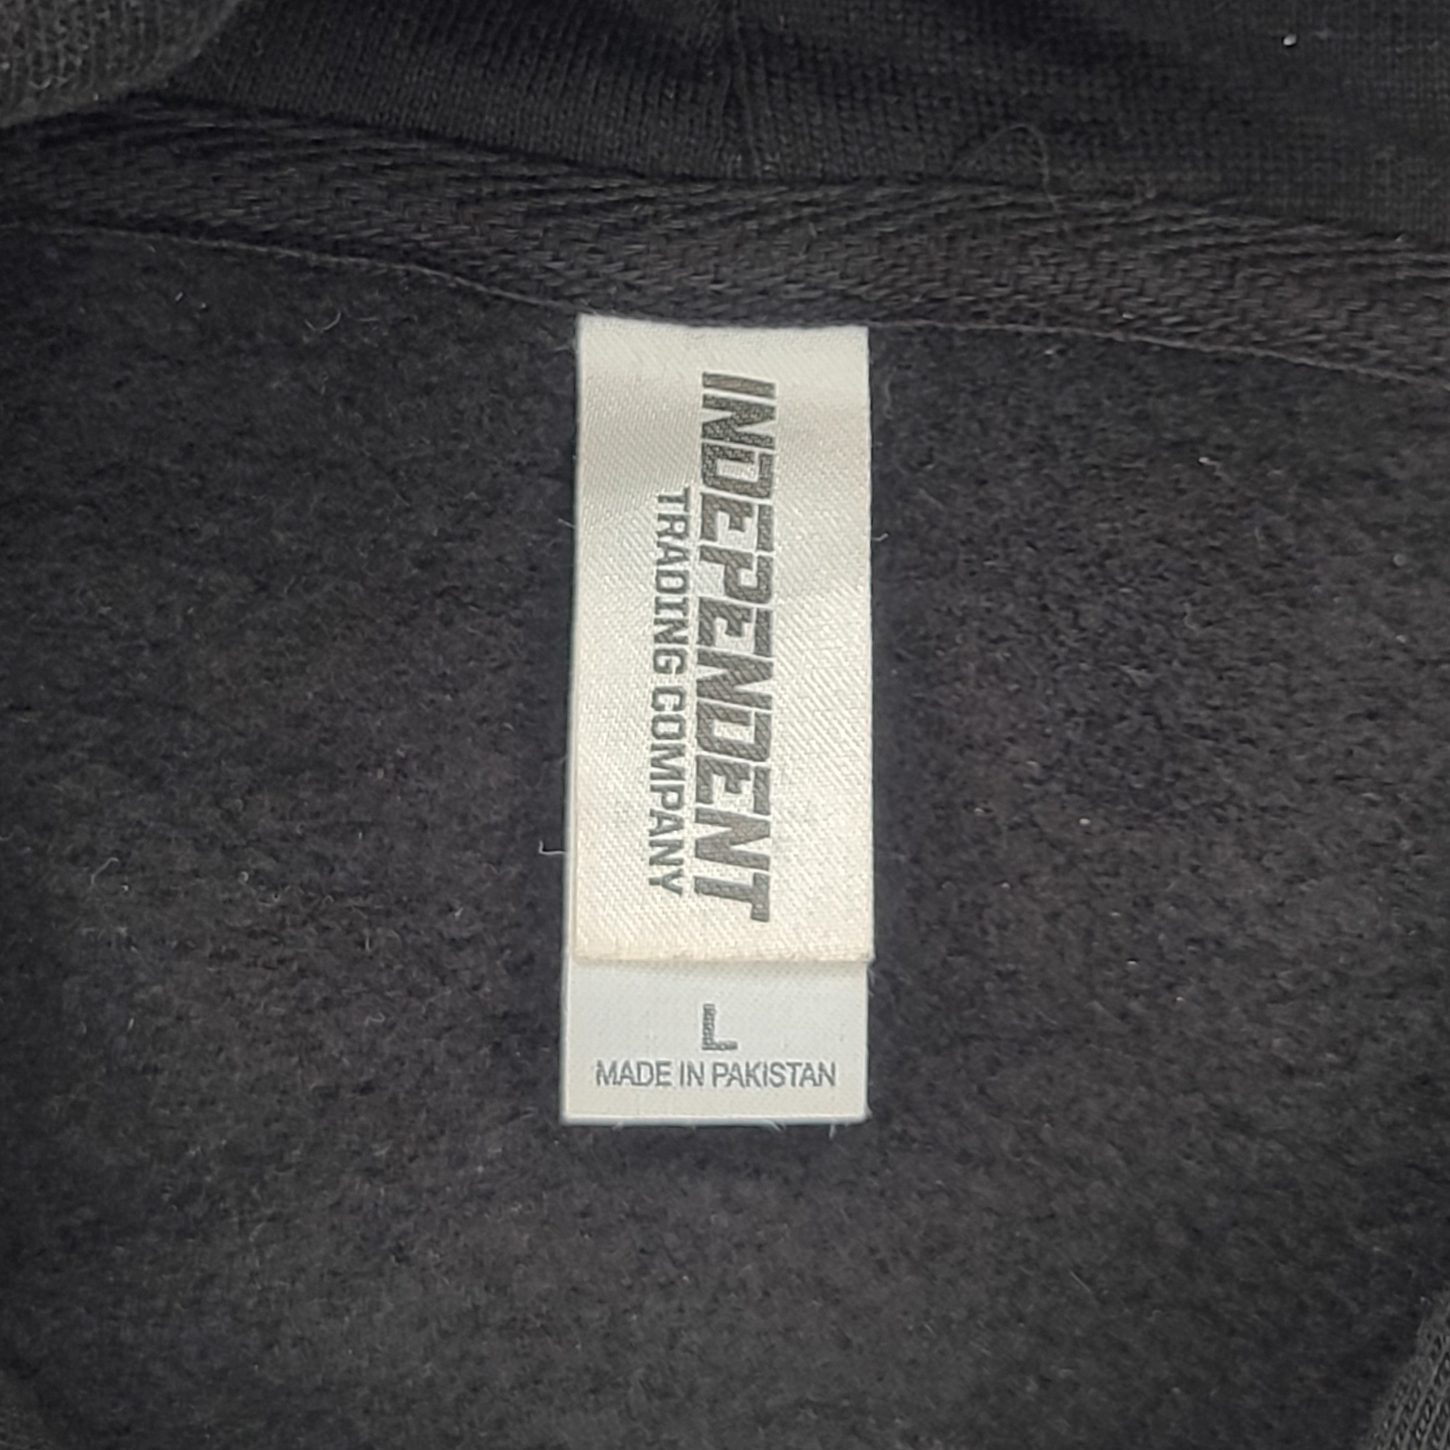 INDEPENDENT
TRADING COMPANY
L
MADE IN PAKISTAN